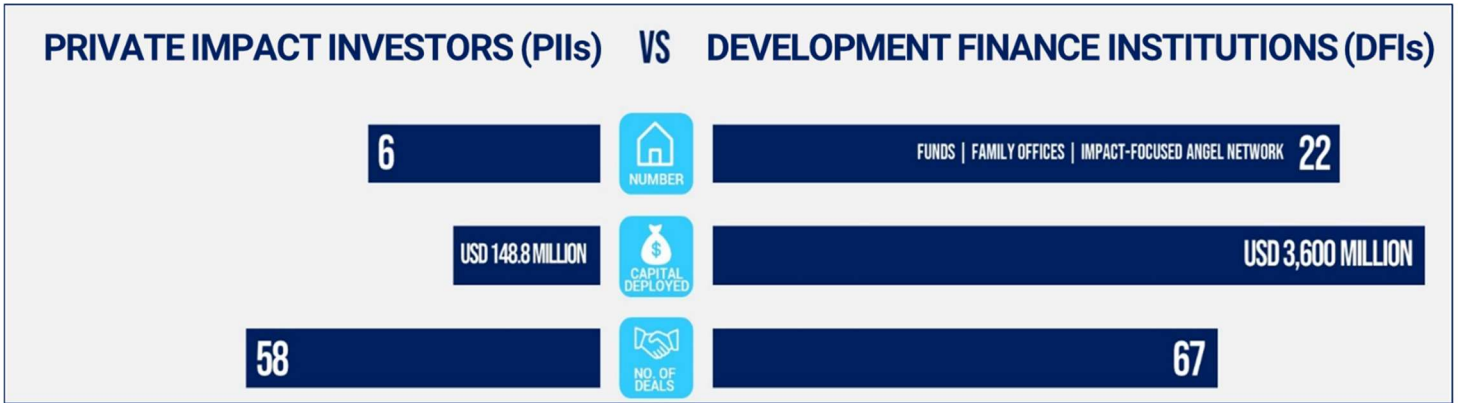 PRIVATE IMPACT INVESTORS (PIIs) VS DEVELOPMENT FINANCE INSTITUTIONS (DFIs)
6 NUMBER FUNDS | FAMILY OFFICES | IMPACT-FOCUSED ANGEL NETWORK 22
USD 148.8 MILLION $ CAPITAL DEPLOYED USD 3,600 MILLION
58 NO. OF DEALS 67